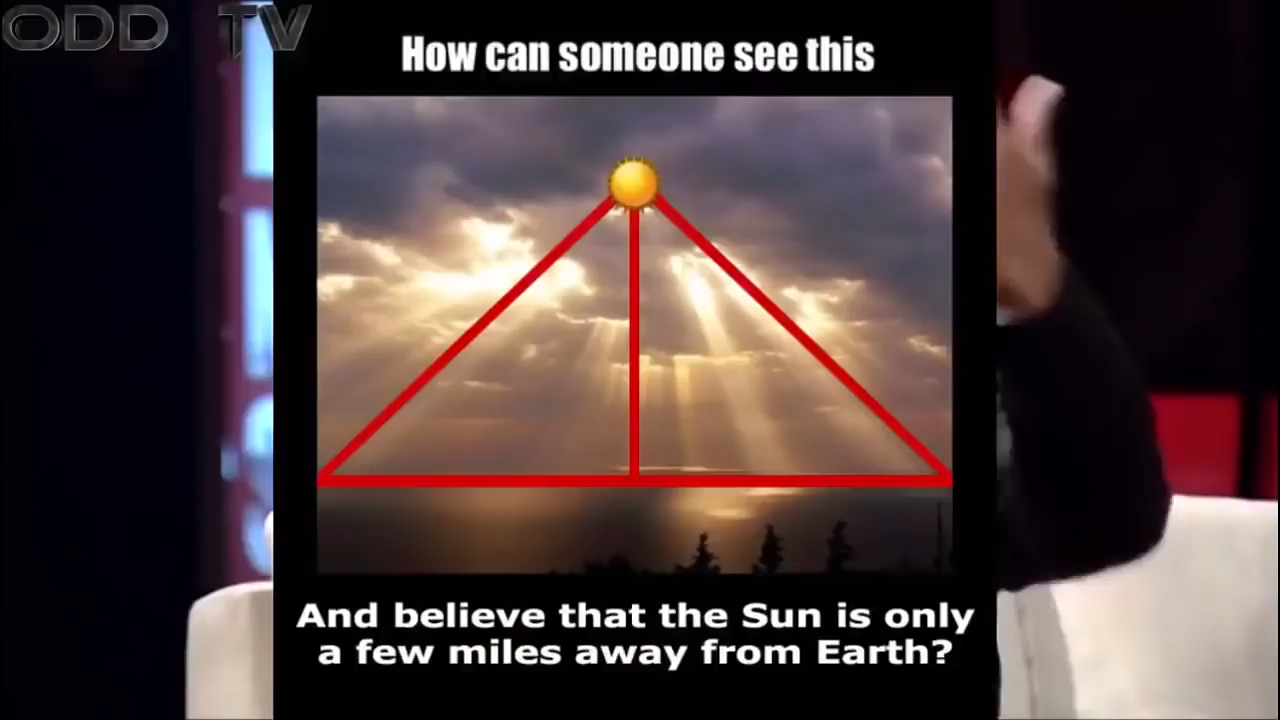 ODD TV
How can someone see this
And believe that the Sun is only
a few miles away from Earth?